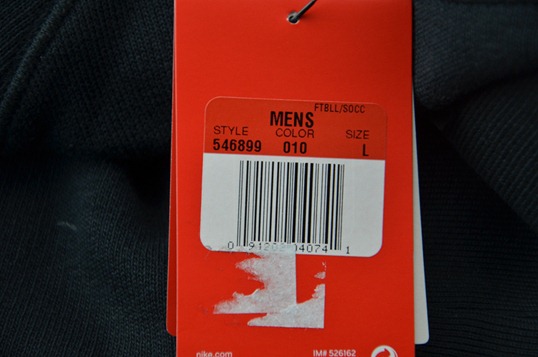 FTBLL/SOCC
MENS
STYLE COLOR SIZE
546899 010 L
nike.com IM# 526162